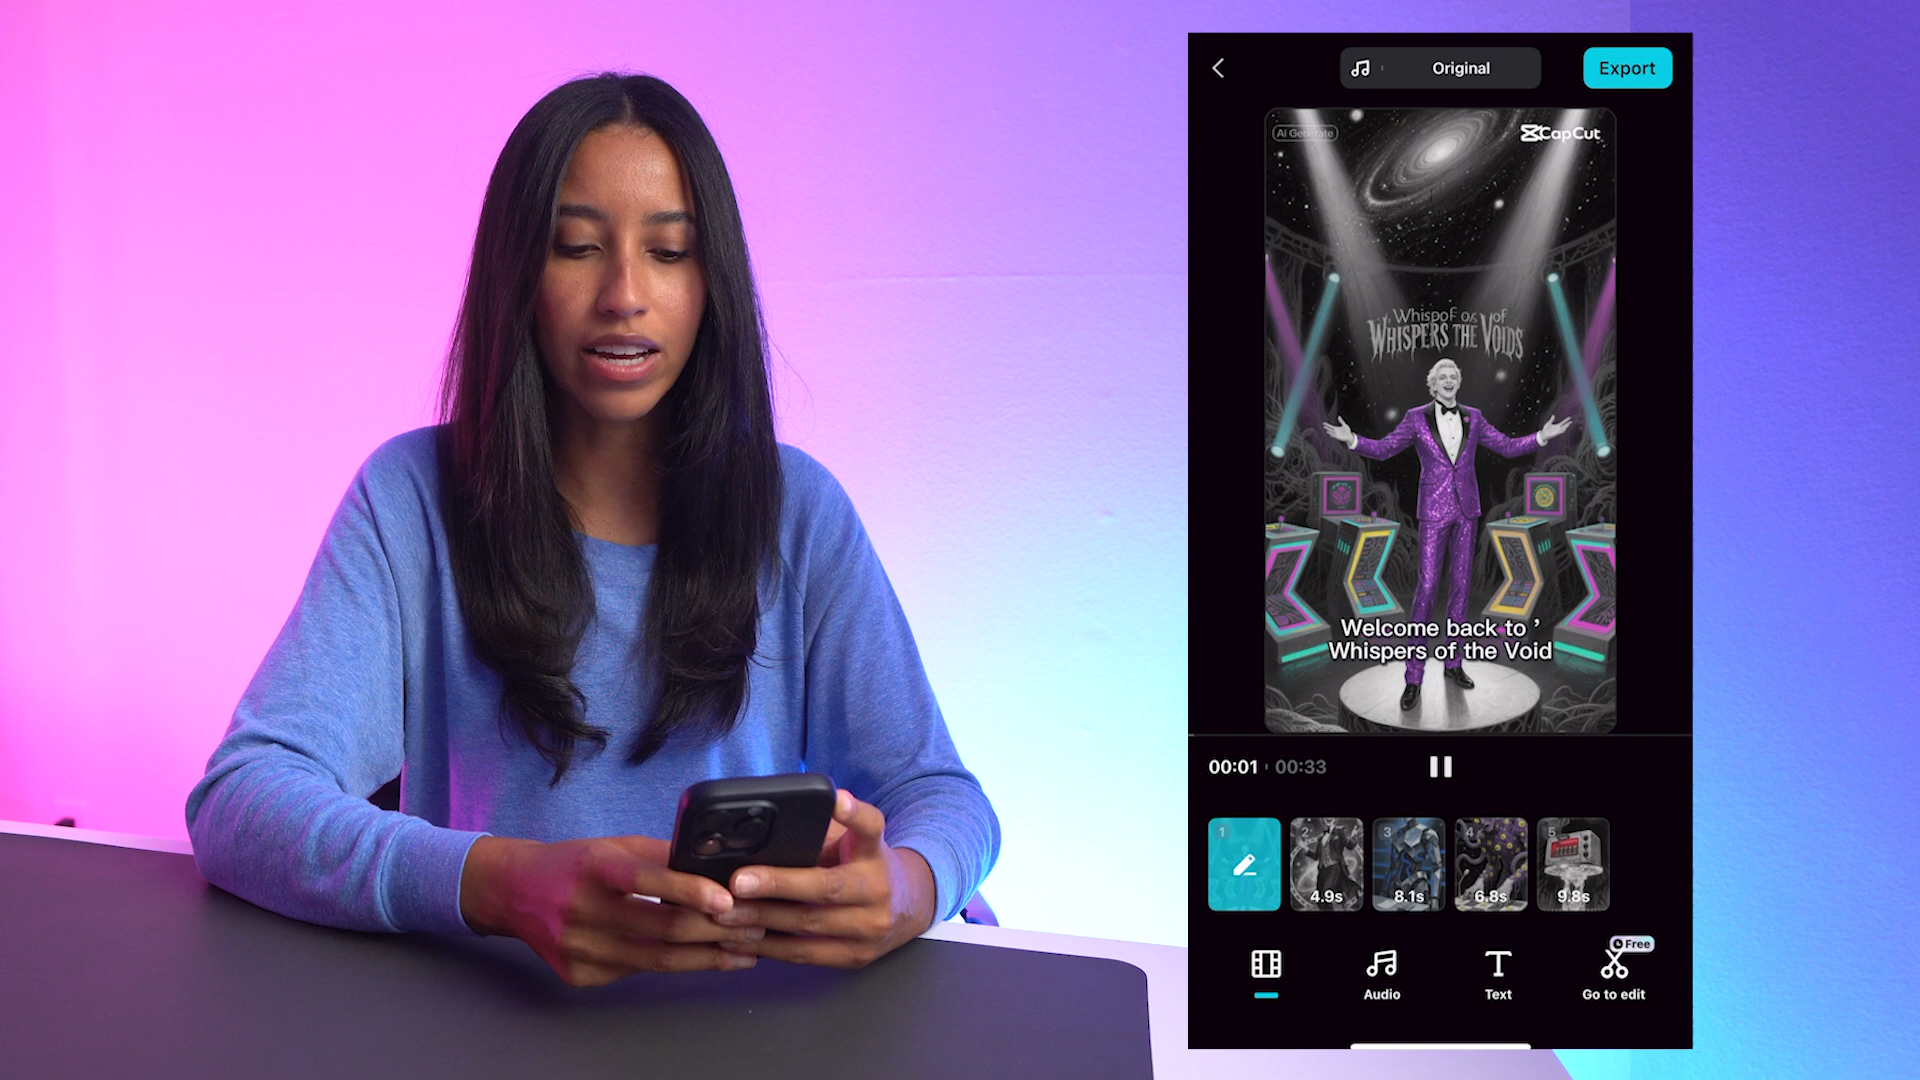 Original
Export
AI Generate
CapCut
WHISPERS THE VOIDS
Welcome back to '
Whispers of the Void
00:01
00:33
1
2
3
4
5
4.9s
8.1s
6.8s
9.8s
Free
Audio
Text
Go to edit